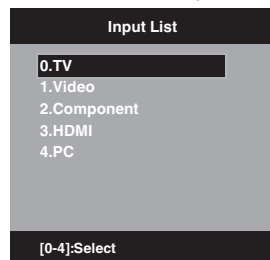 Input List
0.TV
1.Video
2.Component
3.HDMI
4.PC
[0-4]:Select